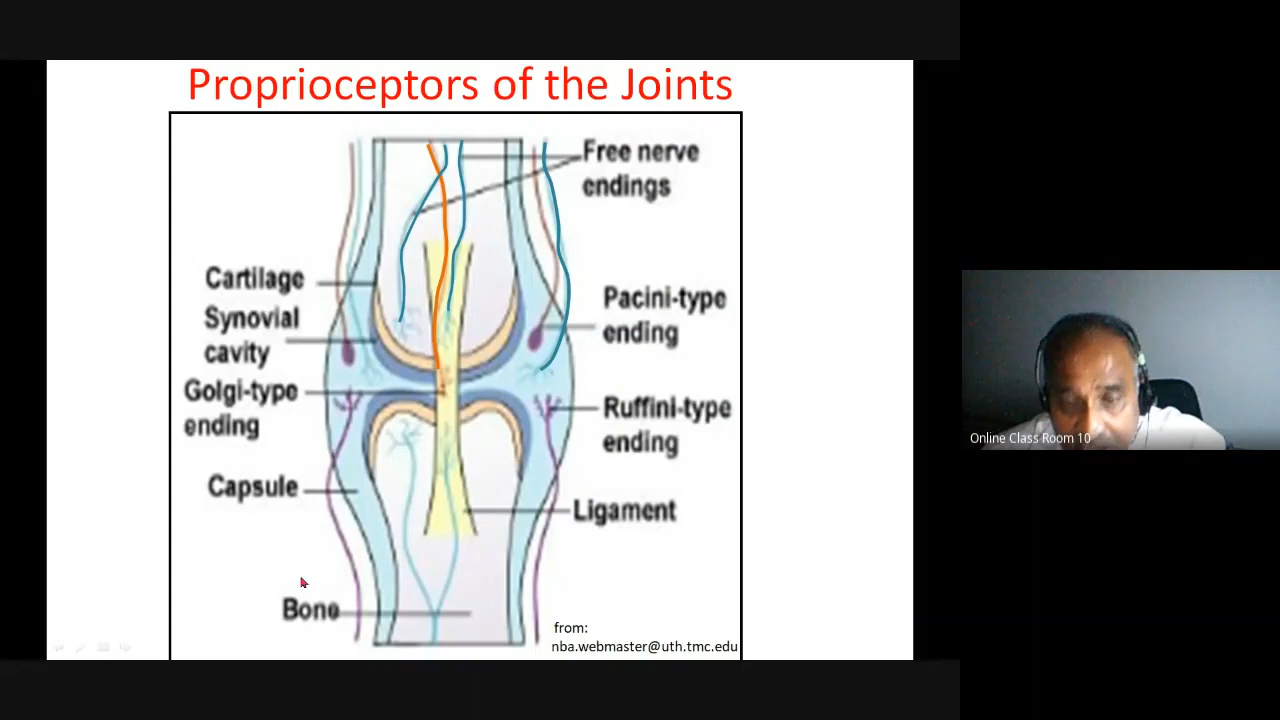 Proprioceptors of the Joints
Free nerve
endings
Cartilage
Synovial
cavity
Pacini-type
ending
Golgi-type
ending
Ruffini-type
ending
Capsule
Ligament
Bone
from:
nba.webmaster@uth.tmc.edu
Online Class Room 10